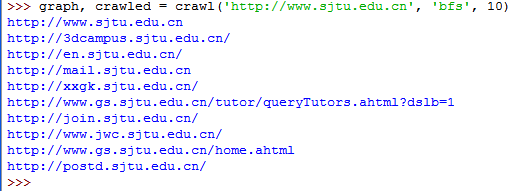 >>> graph, crawled = crawl('http://www.sjtu.edu.cn', 'bfs', 10)
http://www.sjtu.edu.cn
http://3dcampus.sjtu.edu.cn/
http://en.sjtu.edu.cn/
http://mail.sjtu.edu.cn
http://xxgk.sjtu.edu.cn/
http://www.gs.sjtu.edu.cn/tutor/queryTutors.ahtml?dslb=1
http://join.sjtu.edu.cn/
http://www.jwc.sjtu.edu.cn/
http://www.gs.sjtu.edu.cn/home.ahtml
http://postd.sjtu.edu.cn/
>>>